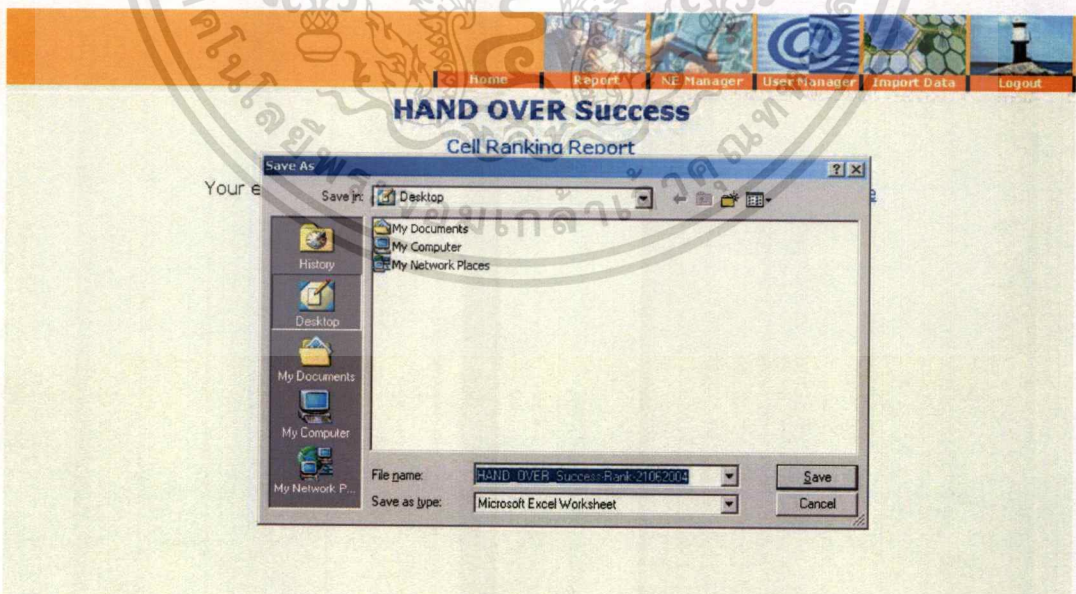 Home Report NE Manager User Manager Import Data Logout
HAND OVER Success
Cell Ranking Report
Your e
Save As
Save in: Desktop
History
Desktop
My Documents
My Computer
My Network P...
My Documents
My Computer
My Network Places
File name: HAND_OVER_Success-Rank-21062004 Save
Save as type: Microsoft Excel Worksheet Cancel